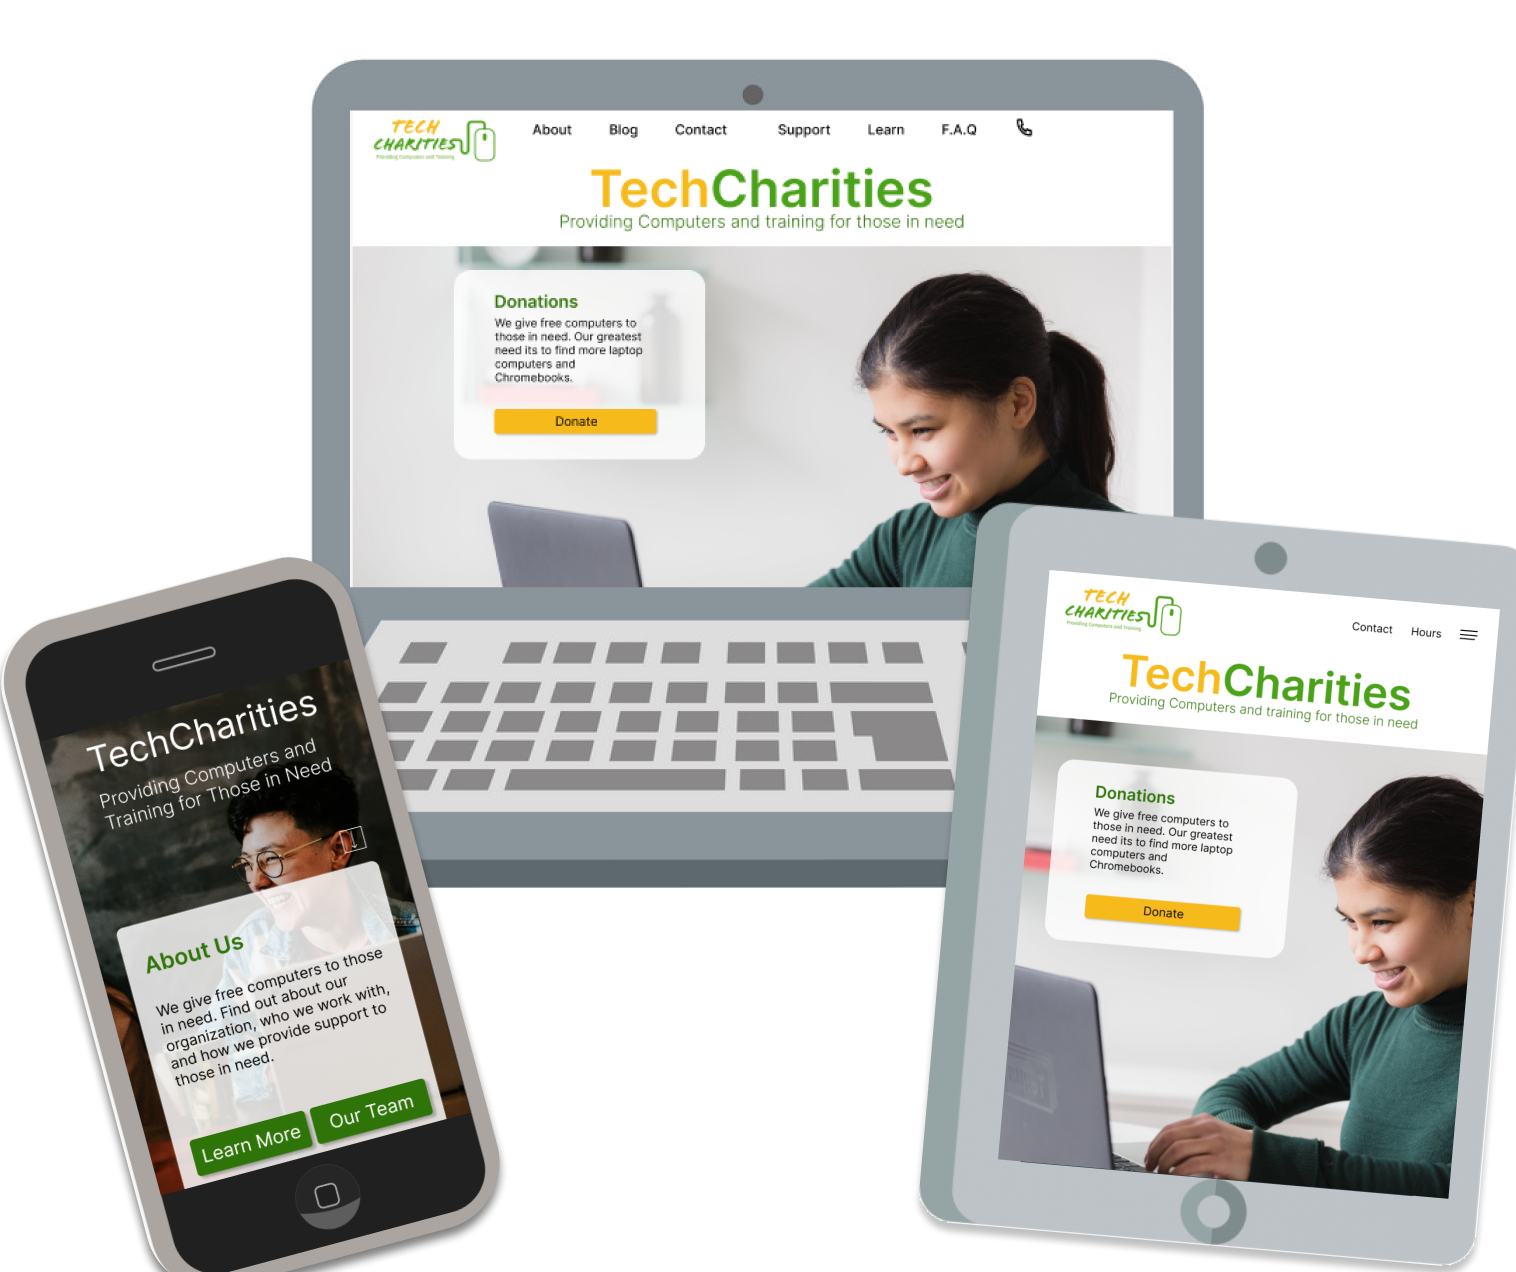 TECH
CHARITIES
Providing Computers and Training
About Blog Contact Support Learn F.A.Q
TechCharities
Providing Computers and training for those in need
Donations
We give free computers to
those in need. Our greatest
need its to find more laptop
computers and
Chromebooks.
Donate
TechCharities
Providing Computers and
Training for Those in Need
About Us
We give free computers to those
in need. Find out about our
organization, who we work with,
and how we provide support to
those in need.
Learn More Our Team
TECH
CHARITIES
Providing Computers and Training
Contact Hours
TechCharities
Providing Computers and training for those in need
Donations
We give free computers to
those in need. Our greatest
need its to find more laptop
computers and
Chromebooks.
Donate